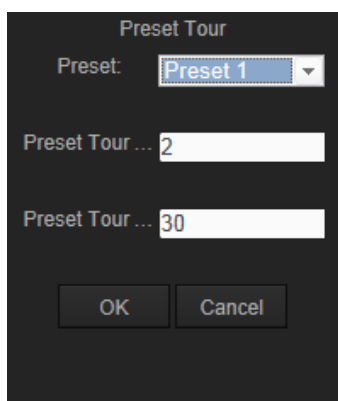 Preset Tour
Preset: Preset 1
Preset Tour ... 2
Preset Tour ... 30
OK Cancel